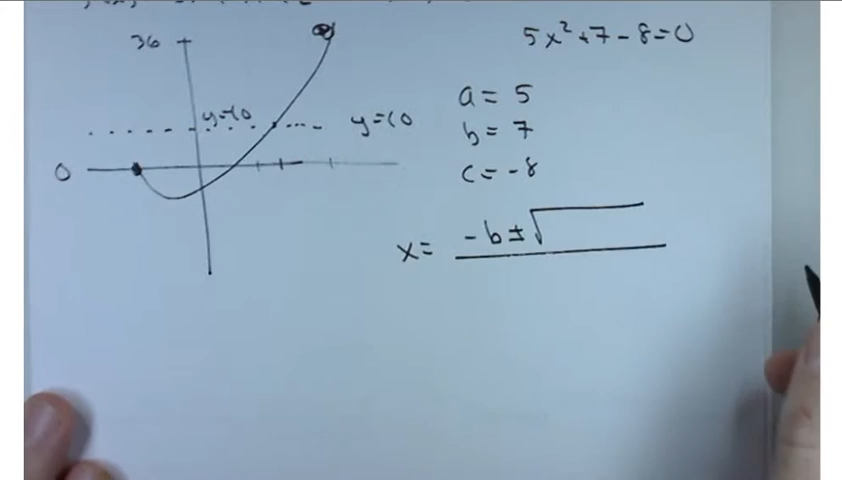 36
y=10
y=10
0
5x²+7-8=0
a = 5
b = 7
c = -8
x = -b±√